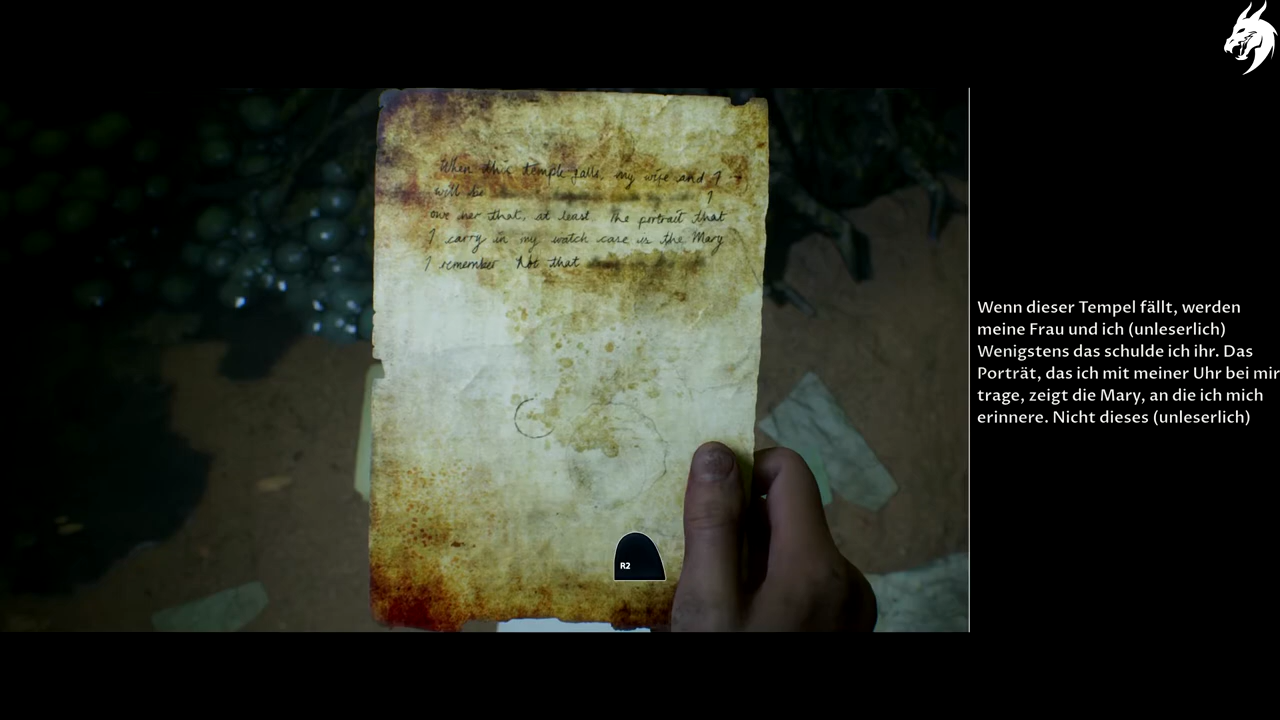 When this temple falls, my wife and I
will be I
owe her that, at least. The portrait that
I carry in my watch case is the Mary
I remember Not that
R2
Wenn dieser Tempel fällt, werden
meine Frau und ich (unleserlich)
Wenigstens das schulde ich ihr. Das
Porträt, das ich mit meiner Uhr bei mir
trage, zeigt die Mary, an die ich mich
erinnere. Nicht dieses (unleserlich)